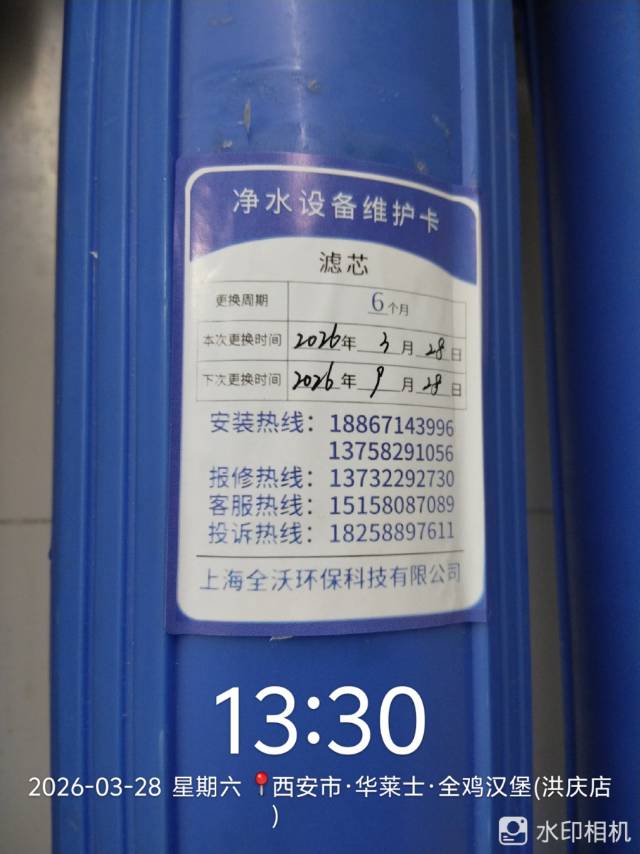 净水设备维护卡
滤芯
更换周期 6个月
本次更换时间 2026年 3月 28日
下次更换时间 2026年 9月 28日
安装热线：18867143996
13758291056
报修热线：13732292730
客服热线：15158087089
投诉热线：18258897611
上海全沃环保科技有限公司
13:30
2026-03-28 星期六 📍西安市·华莱士·全鸡汉堡(洪庆店
)
水印相机